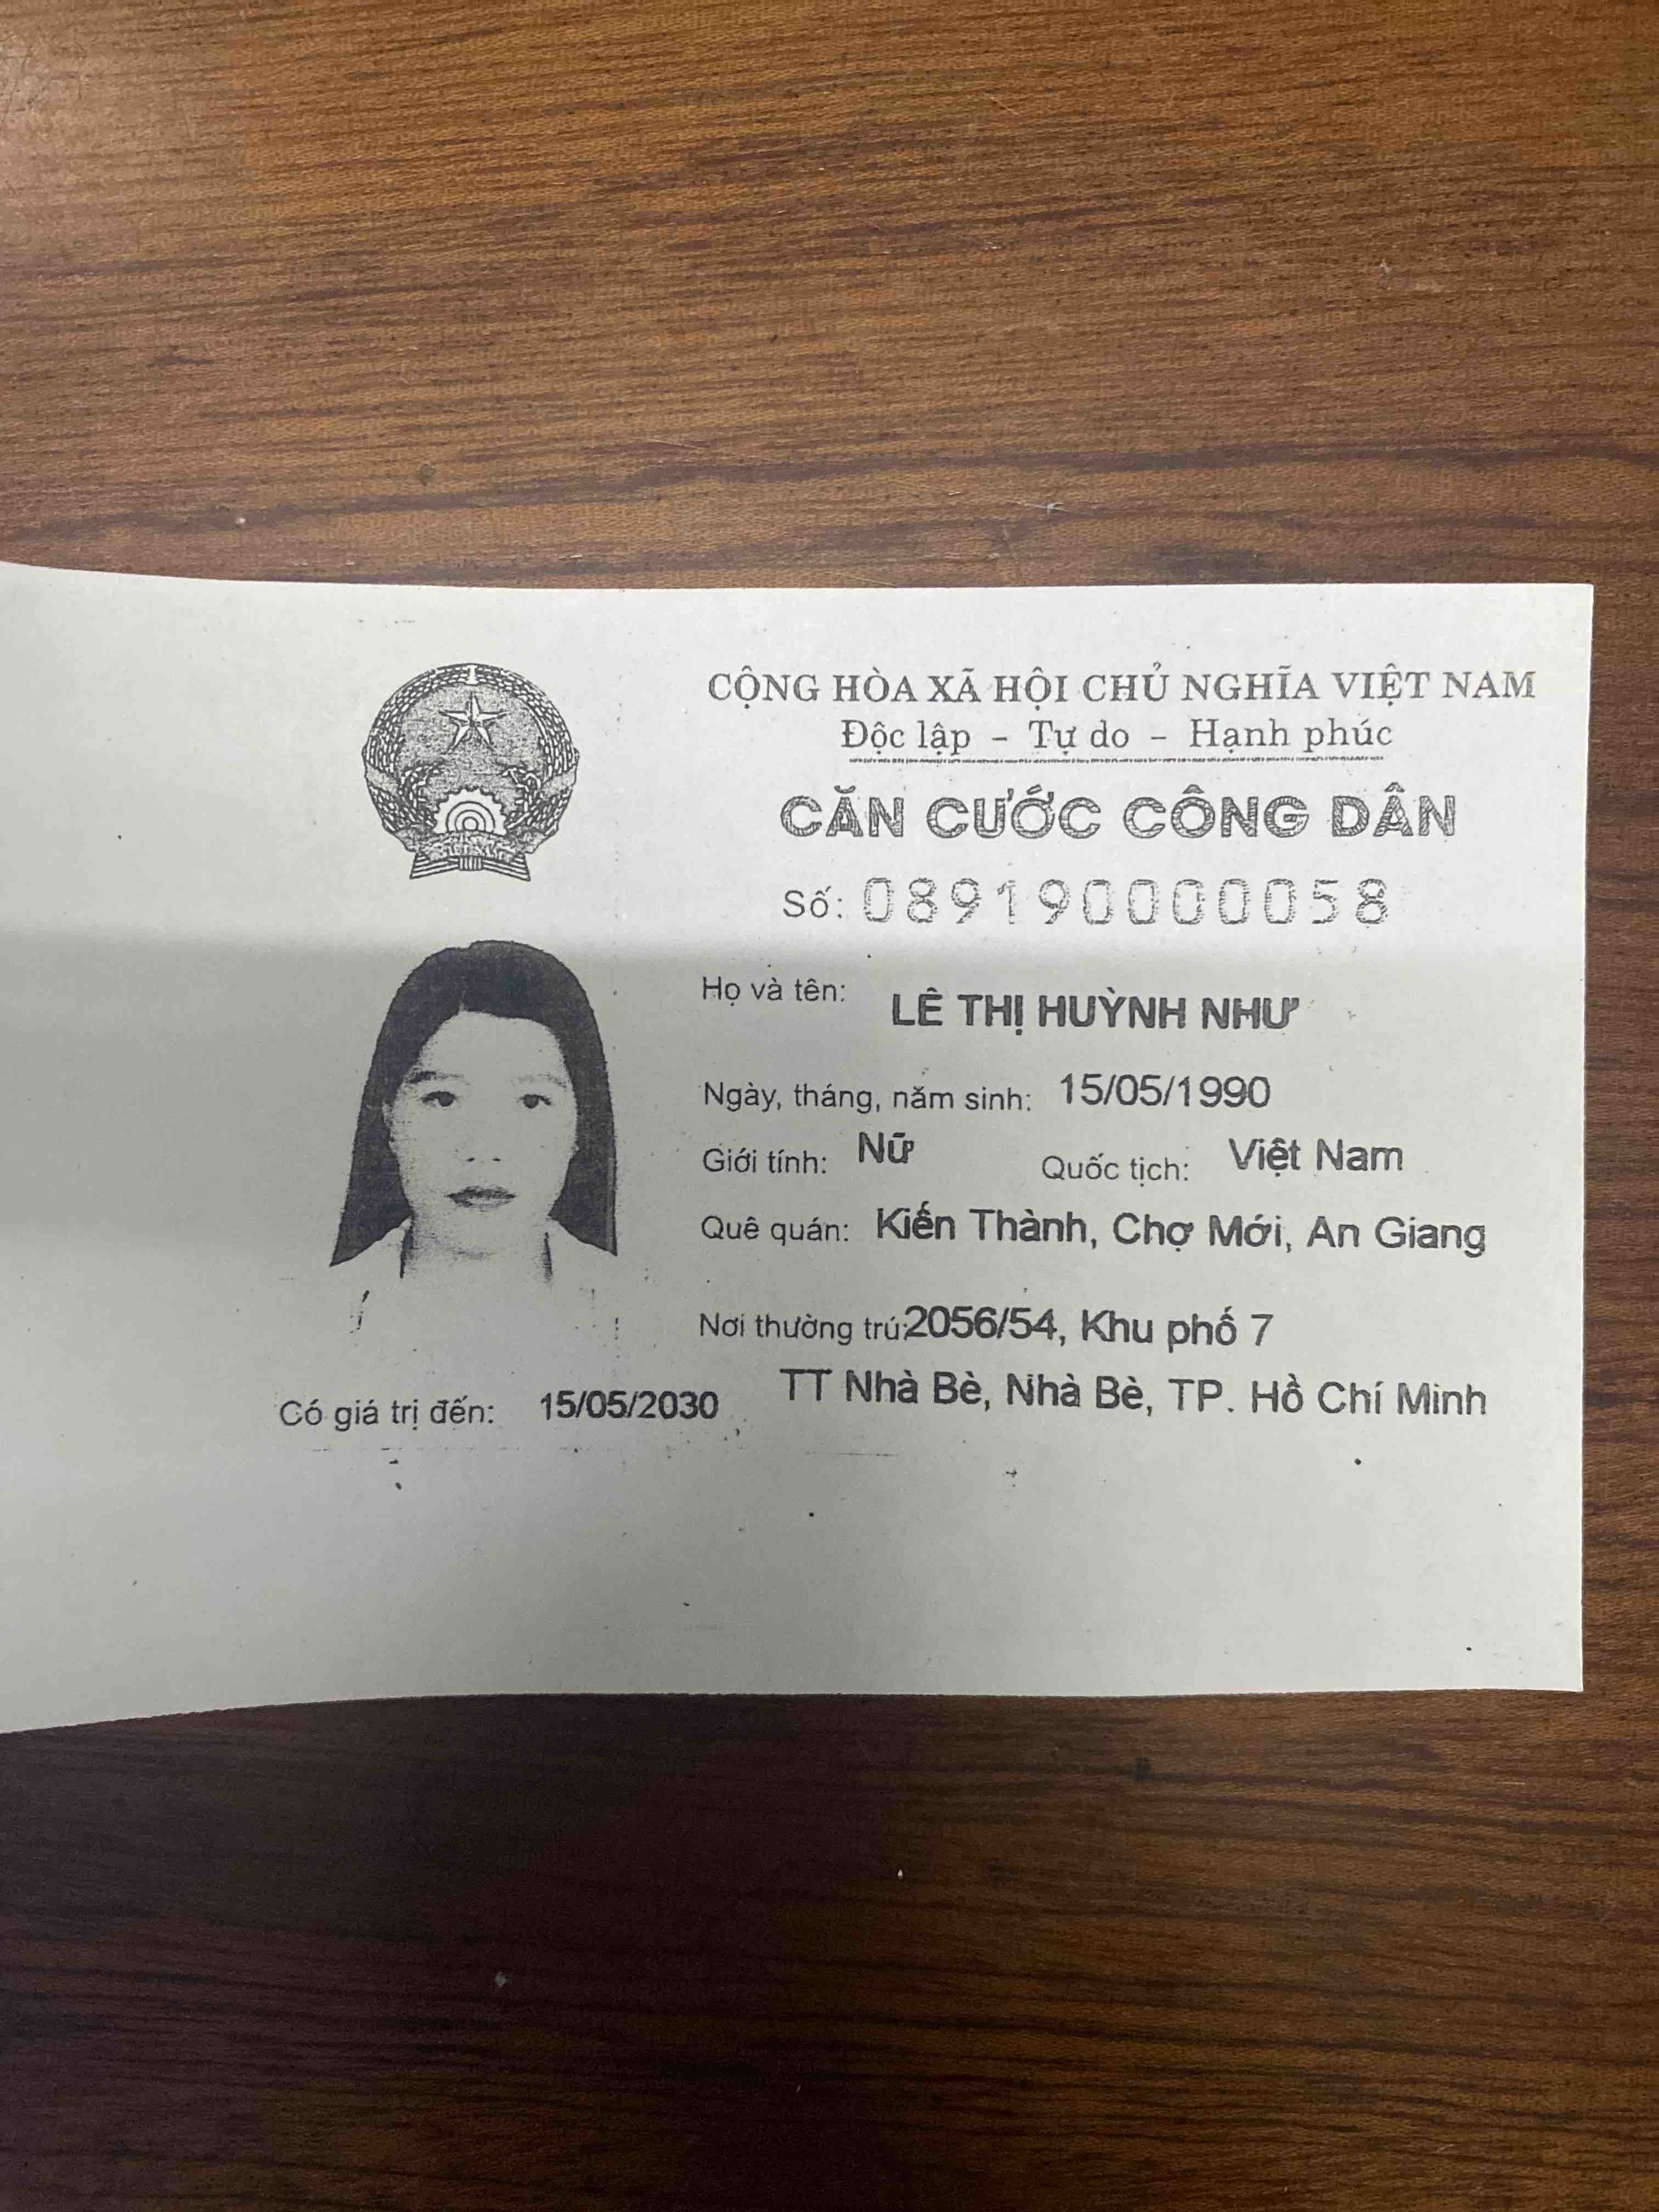 CỘNG HÒA XÃ HỘI CHỦ NGHĨA VIỆT NAM
Độc lập - Tự do - Hạnh phúc
CĂN CƯỚC CÔNG DÂN
Số: 089190000058
Họ và tên: LÊ THỊ HUỲNH NHƯ
Ngày, tháng, năm sinh: 15/05/1990
Giới tính: Nữ Quốc tịch: Việt Nam
Quê quán: Kiến Thành, Chợ Mới, An Giang
Nơi thường trú: 2056/54, Khu phố 7
TT Nhà Bè, Nhà Bè, TP. Hồ Chí Minh
Có giá trị đến: 15/05/2030